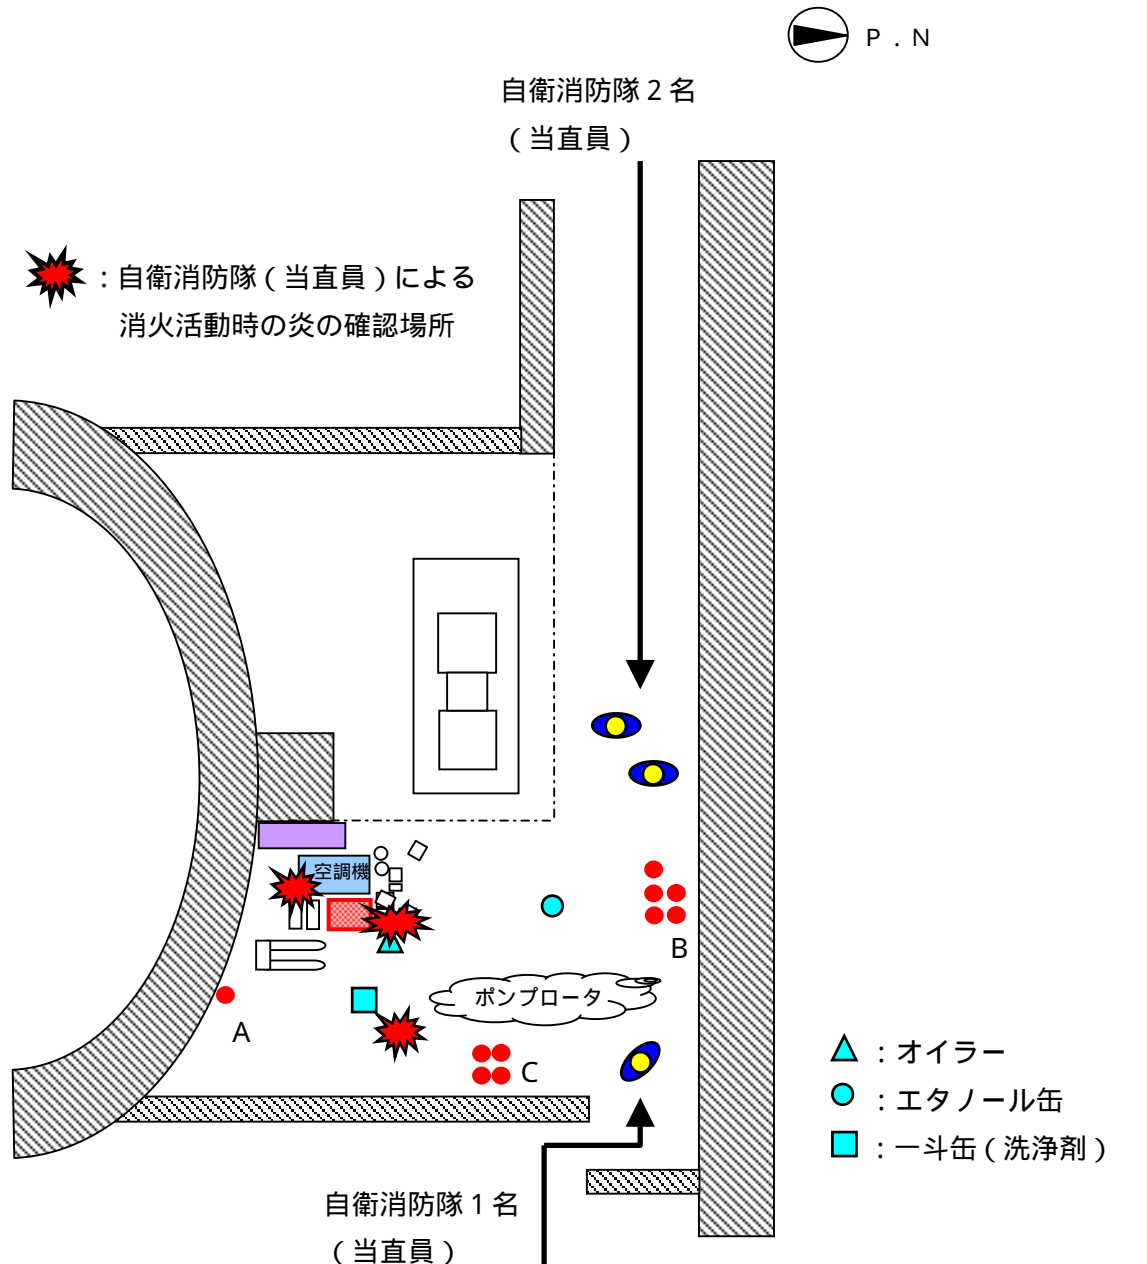 P.N
自衛消防隊2名
(当直員)
:自衛消防隊(当直員)による
消火活動時の炎の確認場所
空調機
B
ポンプロータ
A
C
:オイラー
:エタノール缶
:一斗缶(洗浄剤)
自衛消防隊1名
(当直員)